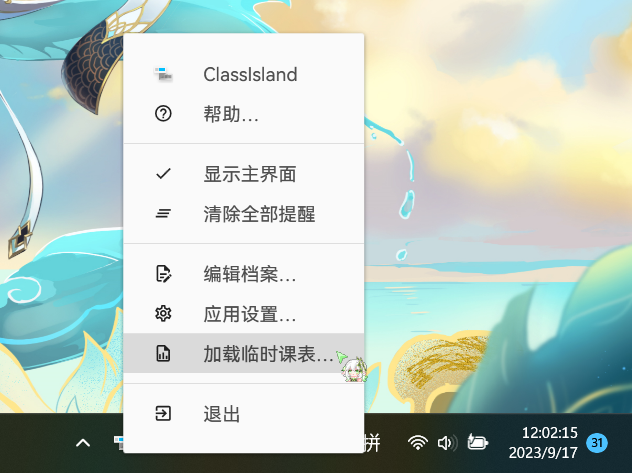 ClassIsland
帮助...
显示主界面
清除全部提醒
编辑档案...
应用设置...
加载临时课表...
退出
拼
12:02:15
2023/9/17
31